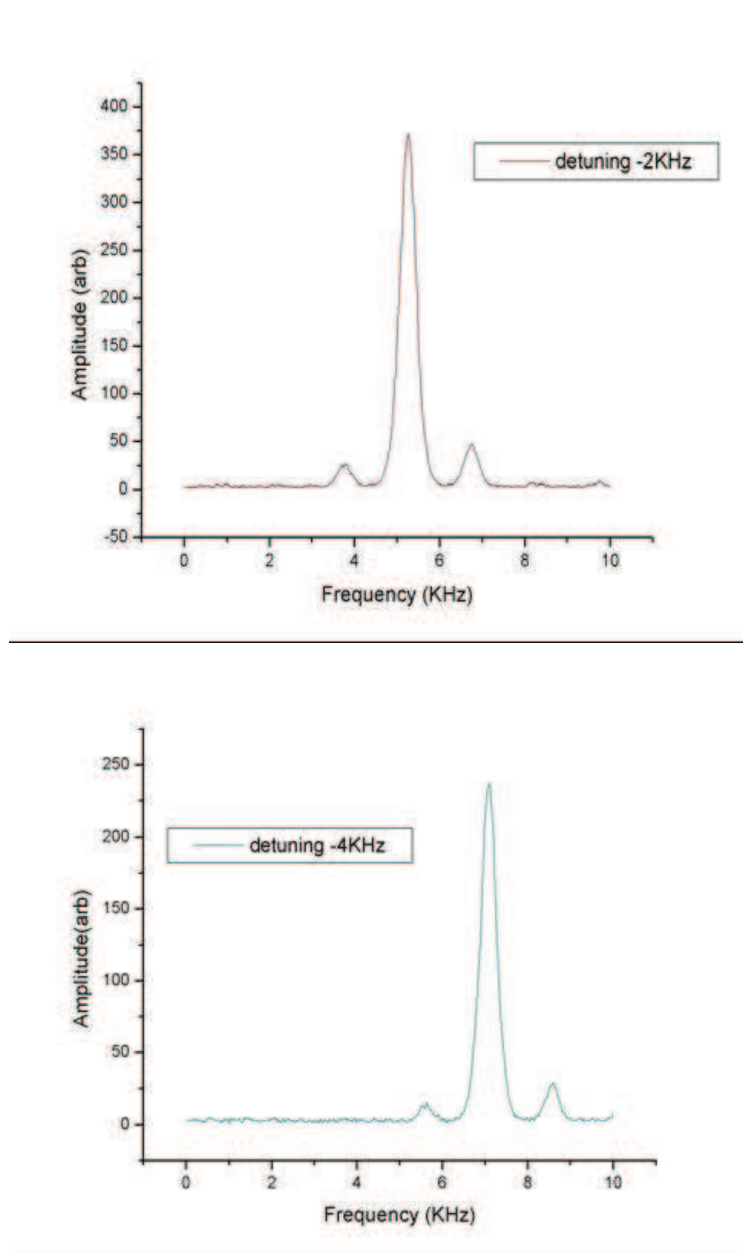 400
350
300
250
200
150
100
50
0
-50
Amplitude (arb)
detuning -2KHz
0 2 4 6 8 10
Frequency (KHz)
250
200
150
100
50
0
Amplitude(arb)
detuning -4KHz
0 2 4 6 8 10
Frequency (KHz)